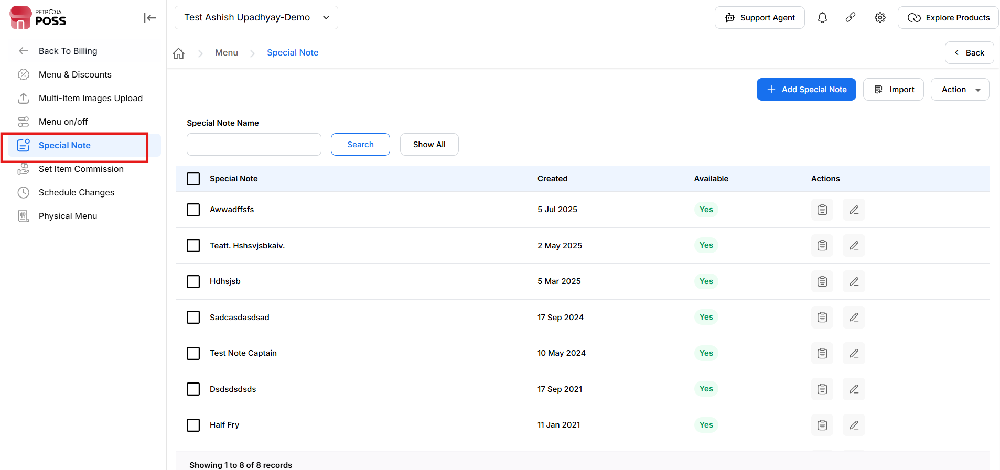 PETPOOJA
POSS
Test Ashish Upadhyay-Demo
Support Agent
Explore Products
Back To Billing
Menu & Discounts
Multi-Item Images Upload
Menu on/off
Special Note
Set Item Commission
Schedule Changes
Physical Menu
Menu
Special Note
Back
Add Special Note
Import
Action
Special Note Name
Search
Show All
Special Note Created Available Actions
Awwadffsfs 5 Jul 2025 Yes
Teatt. Hshsvjsbkaiv. 2 May 2025 Yes
Hdhsjsb 5 Mar 2025 Yes
Sadcasdasdsad 17 Sep 2024 Yes
Test Note Captain 10 May 2024 Yes
Dsdsdsdsds 17 Sep 2021 Yes
Half Fry 11 Jan 2021 Yes
Showing 1 to 8 of 8 records